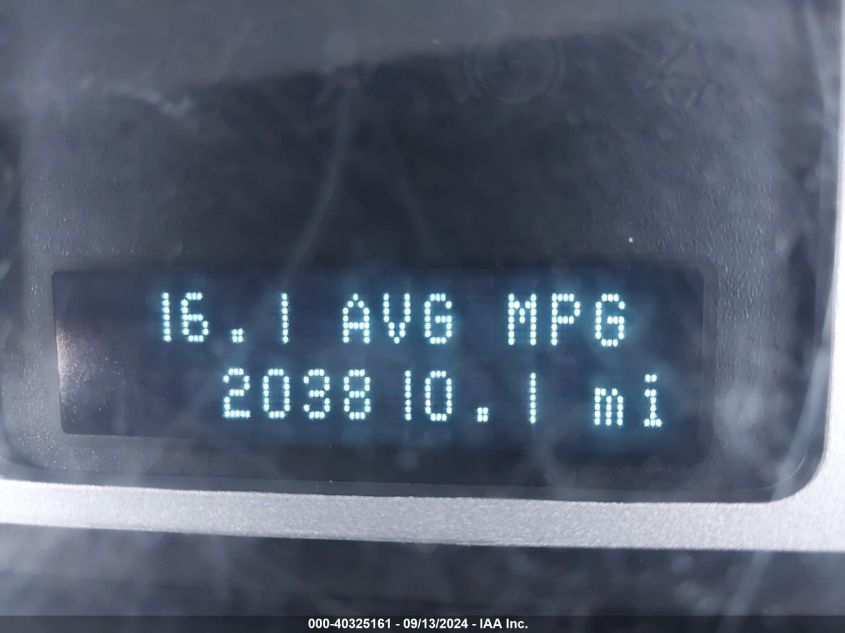 16.1 AVG MPG
203810.1 mi
000-40325161 - 09/13/2024 - IAA Inc.